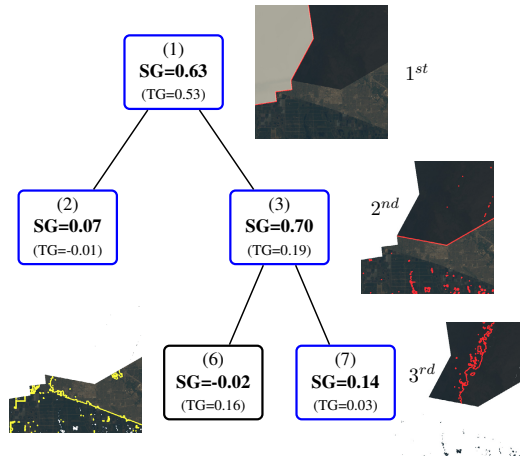 (1)
SG=0.63
(TG=0.53)
1st
(2)
SG=0.07
(TG=-0.01)
(3)
SG=0.70
(TG=0.19)
2nd
(6)
SG=-0.02
(TG=0.16)
(7)
SG=0.14
(TG=0.03)
3rd